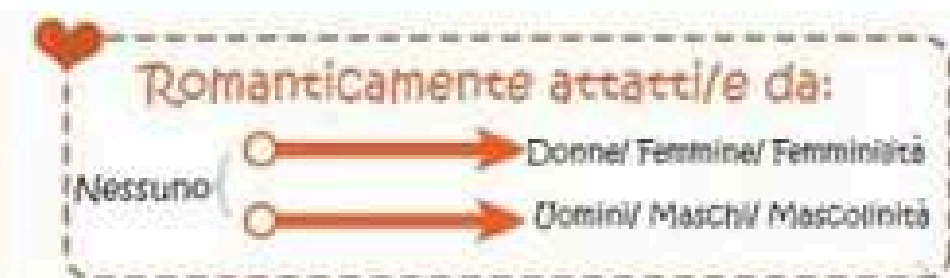 Romanticamente attatti/e da:
Donne/ Femmine/ Femminilità
Nessuno
Uomini/ Maschi/ Mascolinità